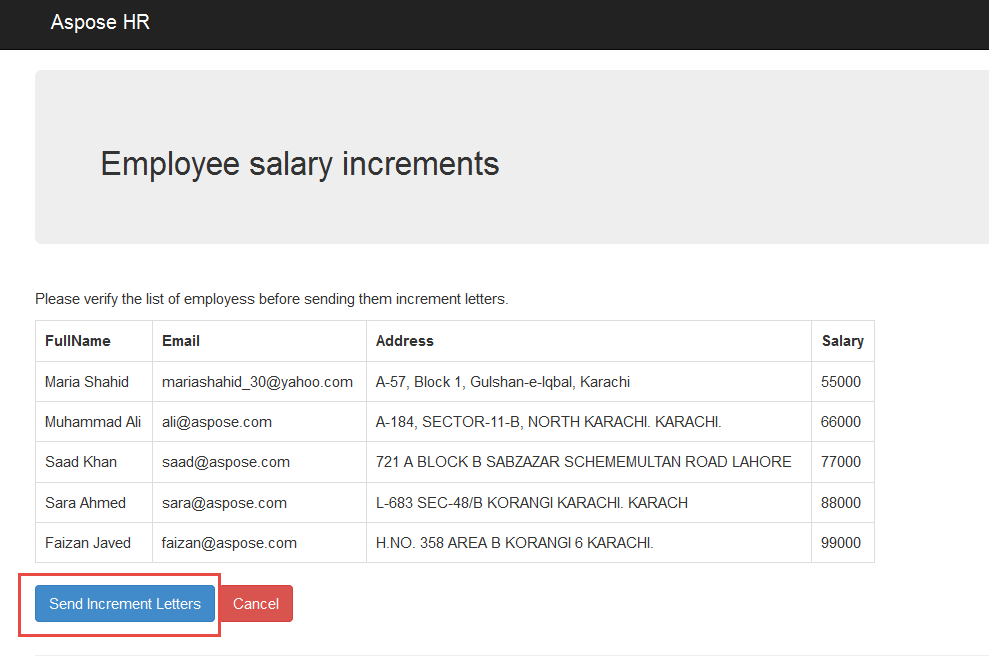 Aspose HR
Employee salary increments
Please verify the list of employess before sending them increment letters.
FullName Email Address Salary
Maria Shahid mariashahid_30@yahoo.com A-57, Block 1, Gulshan-e-Iqbal, Karachi 55000
Muhammad Ali ali@aspose.com A-184, SECTOR-11-B, NORTH KARACHI. KARACHI. 66000
Saad Khan saad@aspose.com 721 A BLOCK B SABZAZAR SCHEMEMULTAN ROAD LAHORE 77000
Sara Ahmed sara@aspose.com L-683 SEC-48/B KORANGI KARACHI. KARACH 88000
Faizan Javed faizan@aspose.com H.NO. 358 AREA B KORANGI 6 KARACHI. 99000
Send Increment Letters Cancel